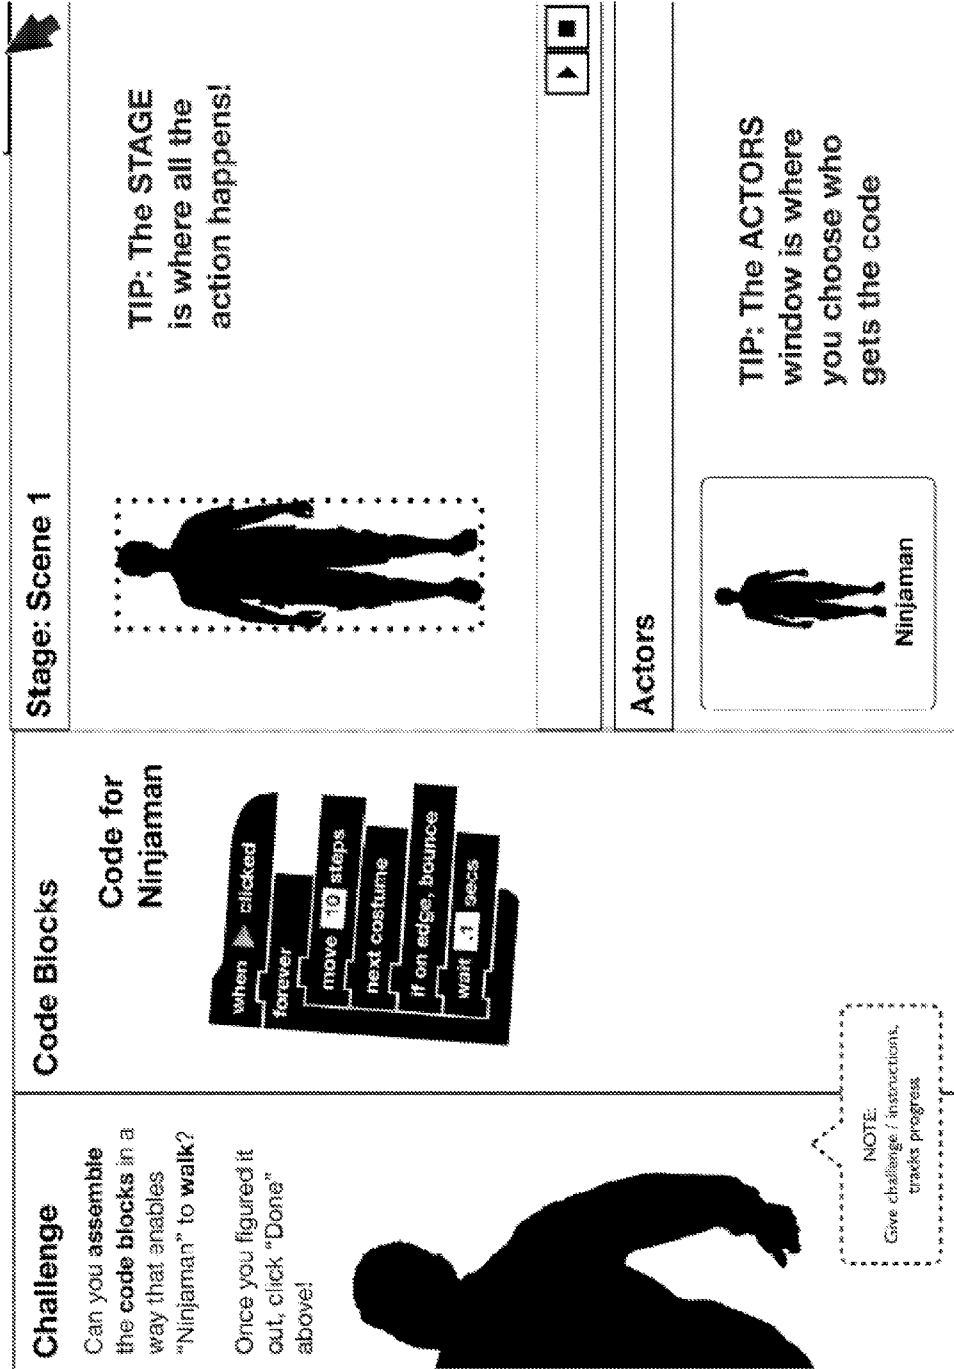 Challenge
Can you assemble
the code blocks in a
way that enables
“Ninjaman” to walk?
Once you figured it
out, click “Done”
above!
NOTE:
Give challenge / instructions,
tracks progress
Code Blocks
Code for
Ninjaman
when clicked
forever
move 10 steps
next costume
if on edge, bounce
wait .1 secs
Stage: Scene 1
TIP: The STAGE
is where all the
action happens!
Actors
Ninjaman
TIP: The ACTORS
window is where
you choose who
gets the code